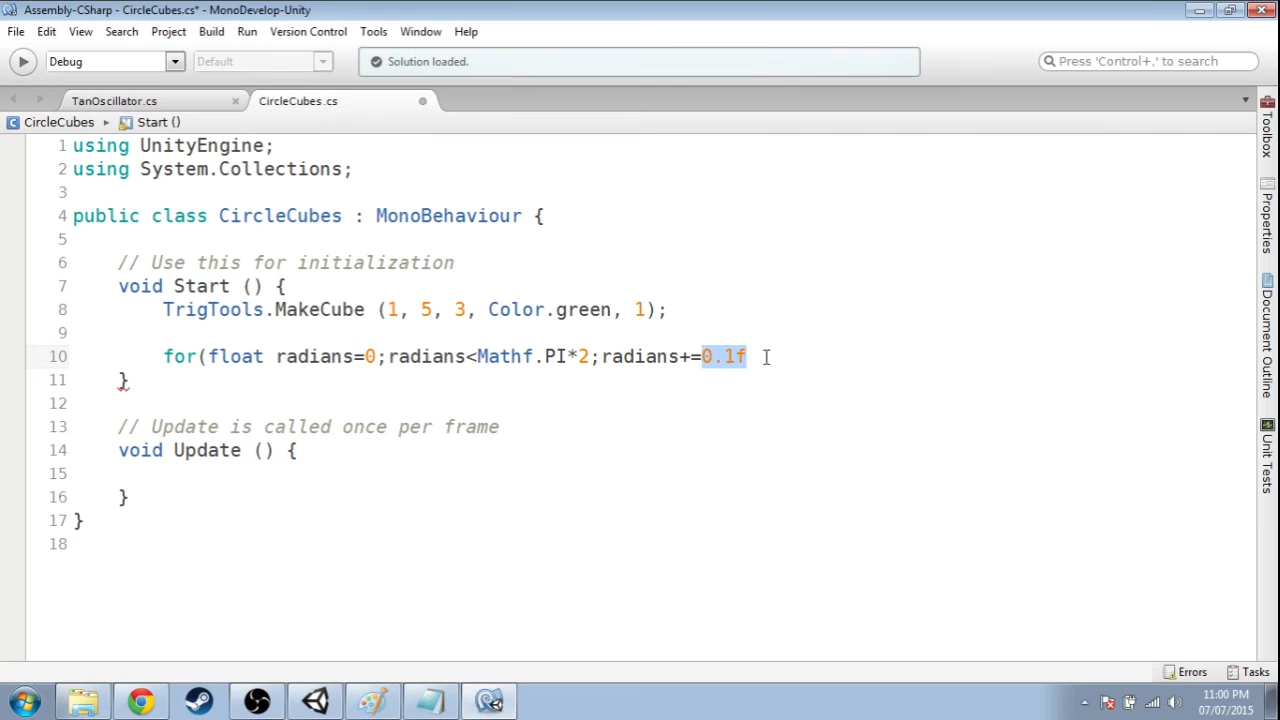 Assembly-CSharp - CircleCubes.cs* - MonoDevelop-Unity
File Edit View Search Project Build Run Version Control Tools Window Help
Debug Default Solution loaded. Press 'Control+,' to search
TanOscillator.cs CircleCubes.cs
CircleCubes Start ()
1 using UnityEngine;
2 using System.Collections;
3
4 public class CircleCubes : MonoBehaviour {
5
6 // Use this for initialization
7 void Start () {
8 TrigTools.MakeCube (1, 5, 3, Color.green, 1);
9
10 for(float radians=0;radians<Mathf.PI*2;radians+=0.1f
11 }
12
13 // Update is called once per frame
14 void Update () {
15
16 }
17 }
18
Toolbox
Properties
Document Outline
Unit Tests
Errors Tasks
11:00 PM
07/07/2015